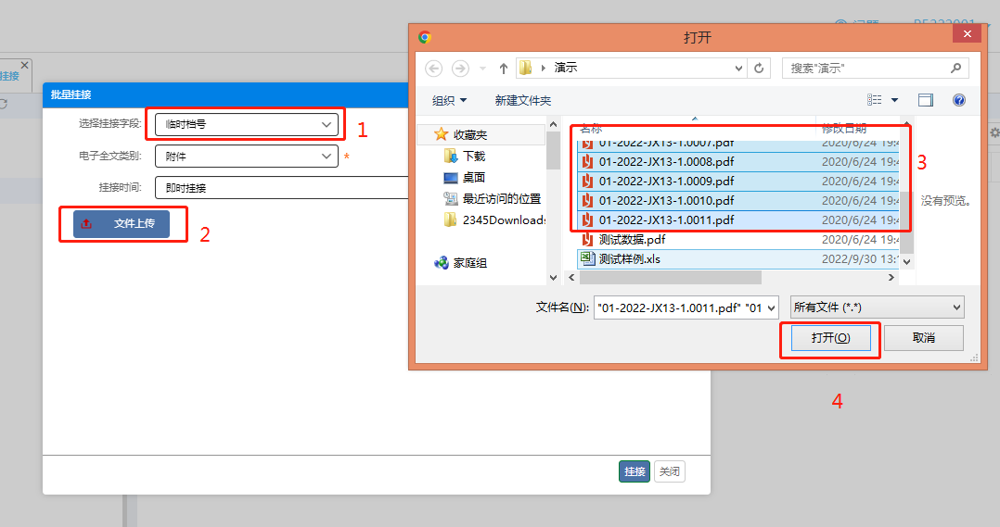 挂接
批量挂接
选择挂接字段:
临时档号
1
电子全文类别:
附件
*
挂接时间:
即时挂接
文件上传
2
挂接
关闭
打开
演示
搜索"演示"
组织
新建文件夹
收藏夹
下载
桌面
最近访问的位置
2345Downloads
家庭组
名称
修改日期
01-2022-JX13-1.0007.pdf
2020/6/24 19:4
01-2022-JX13-1.0008.pdf
2020/6/24 19:4
01-2022-JX13-1.0009.pdf
2020/6/24 19:4
01-2022-JX13-1.0010.pdf
2020/6/24 19:4
01-2022-JX13-1.0011.pdf
2020/6/24 19:4
测试数据.pdf
2020/6/24 19:4
测试样例.xls
2022/9/30 13:
3
没有预览。
文件名(N):
"01-2022-JX13-1.0011.pdf" "01
所有文件 (*.*)
打开(O)
取消
4